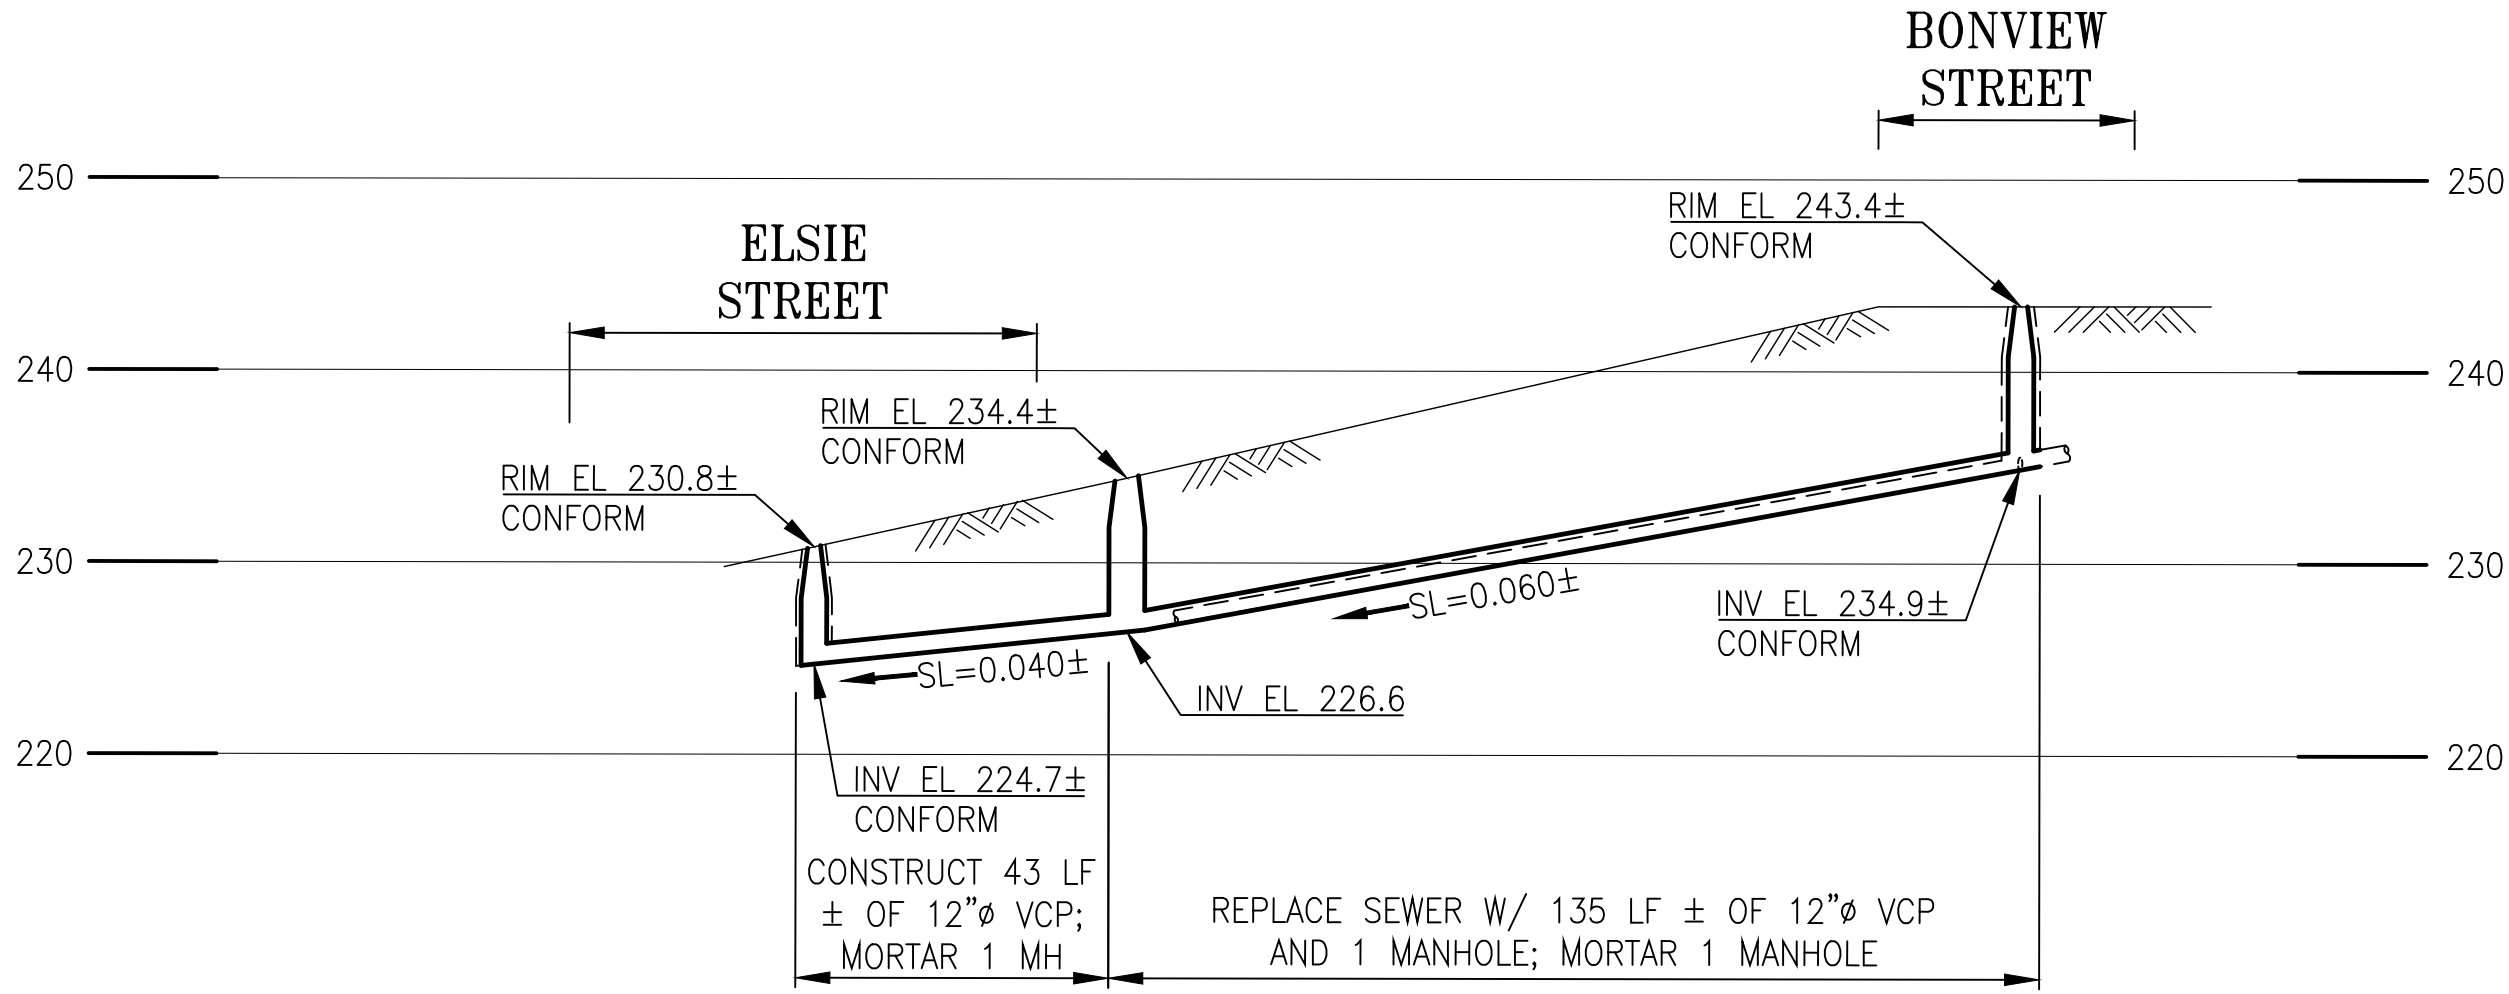 BONVIEW
STREET
250
250
RIM EL 243.4±
CONFORM
ELSIE
STREET
240
240
RIM EL 234.4±
CONFORM
RIM EL 230.8±
CONFORM
230
230
SL=0.060±
INV EL 234.9±
CONFORM
SL=0.040±
INV EL 226.6
220
220
INV EL 224.7±
CONFORM
CONSTRUCT 43 LF
± OF 12"ø VCP;
MORTAR 1 MH
REPLACE SEWER W/ 135 LF ± OF 12"ø VCP
AND 1 MANHOLE; MORTAR 1 MANHOLE